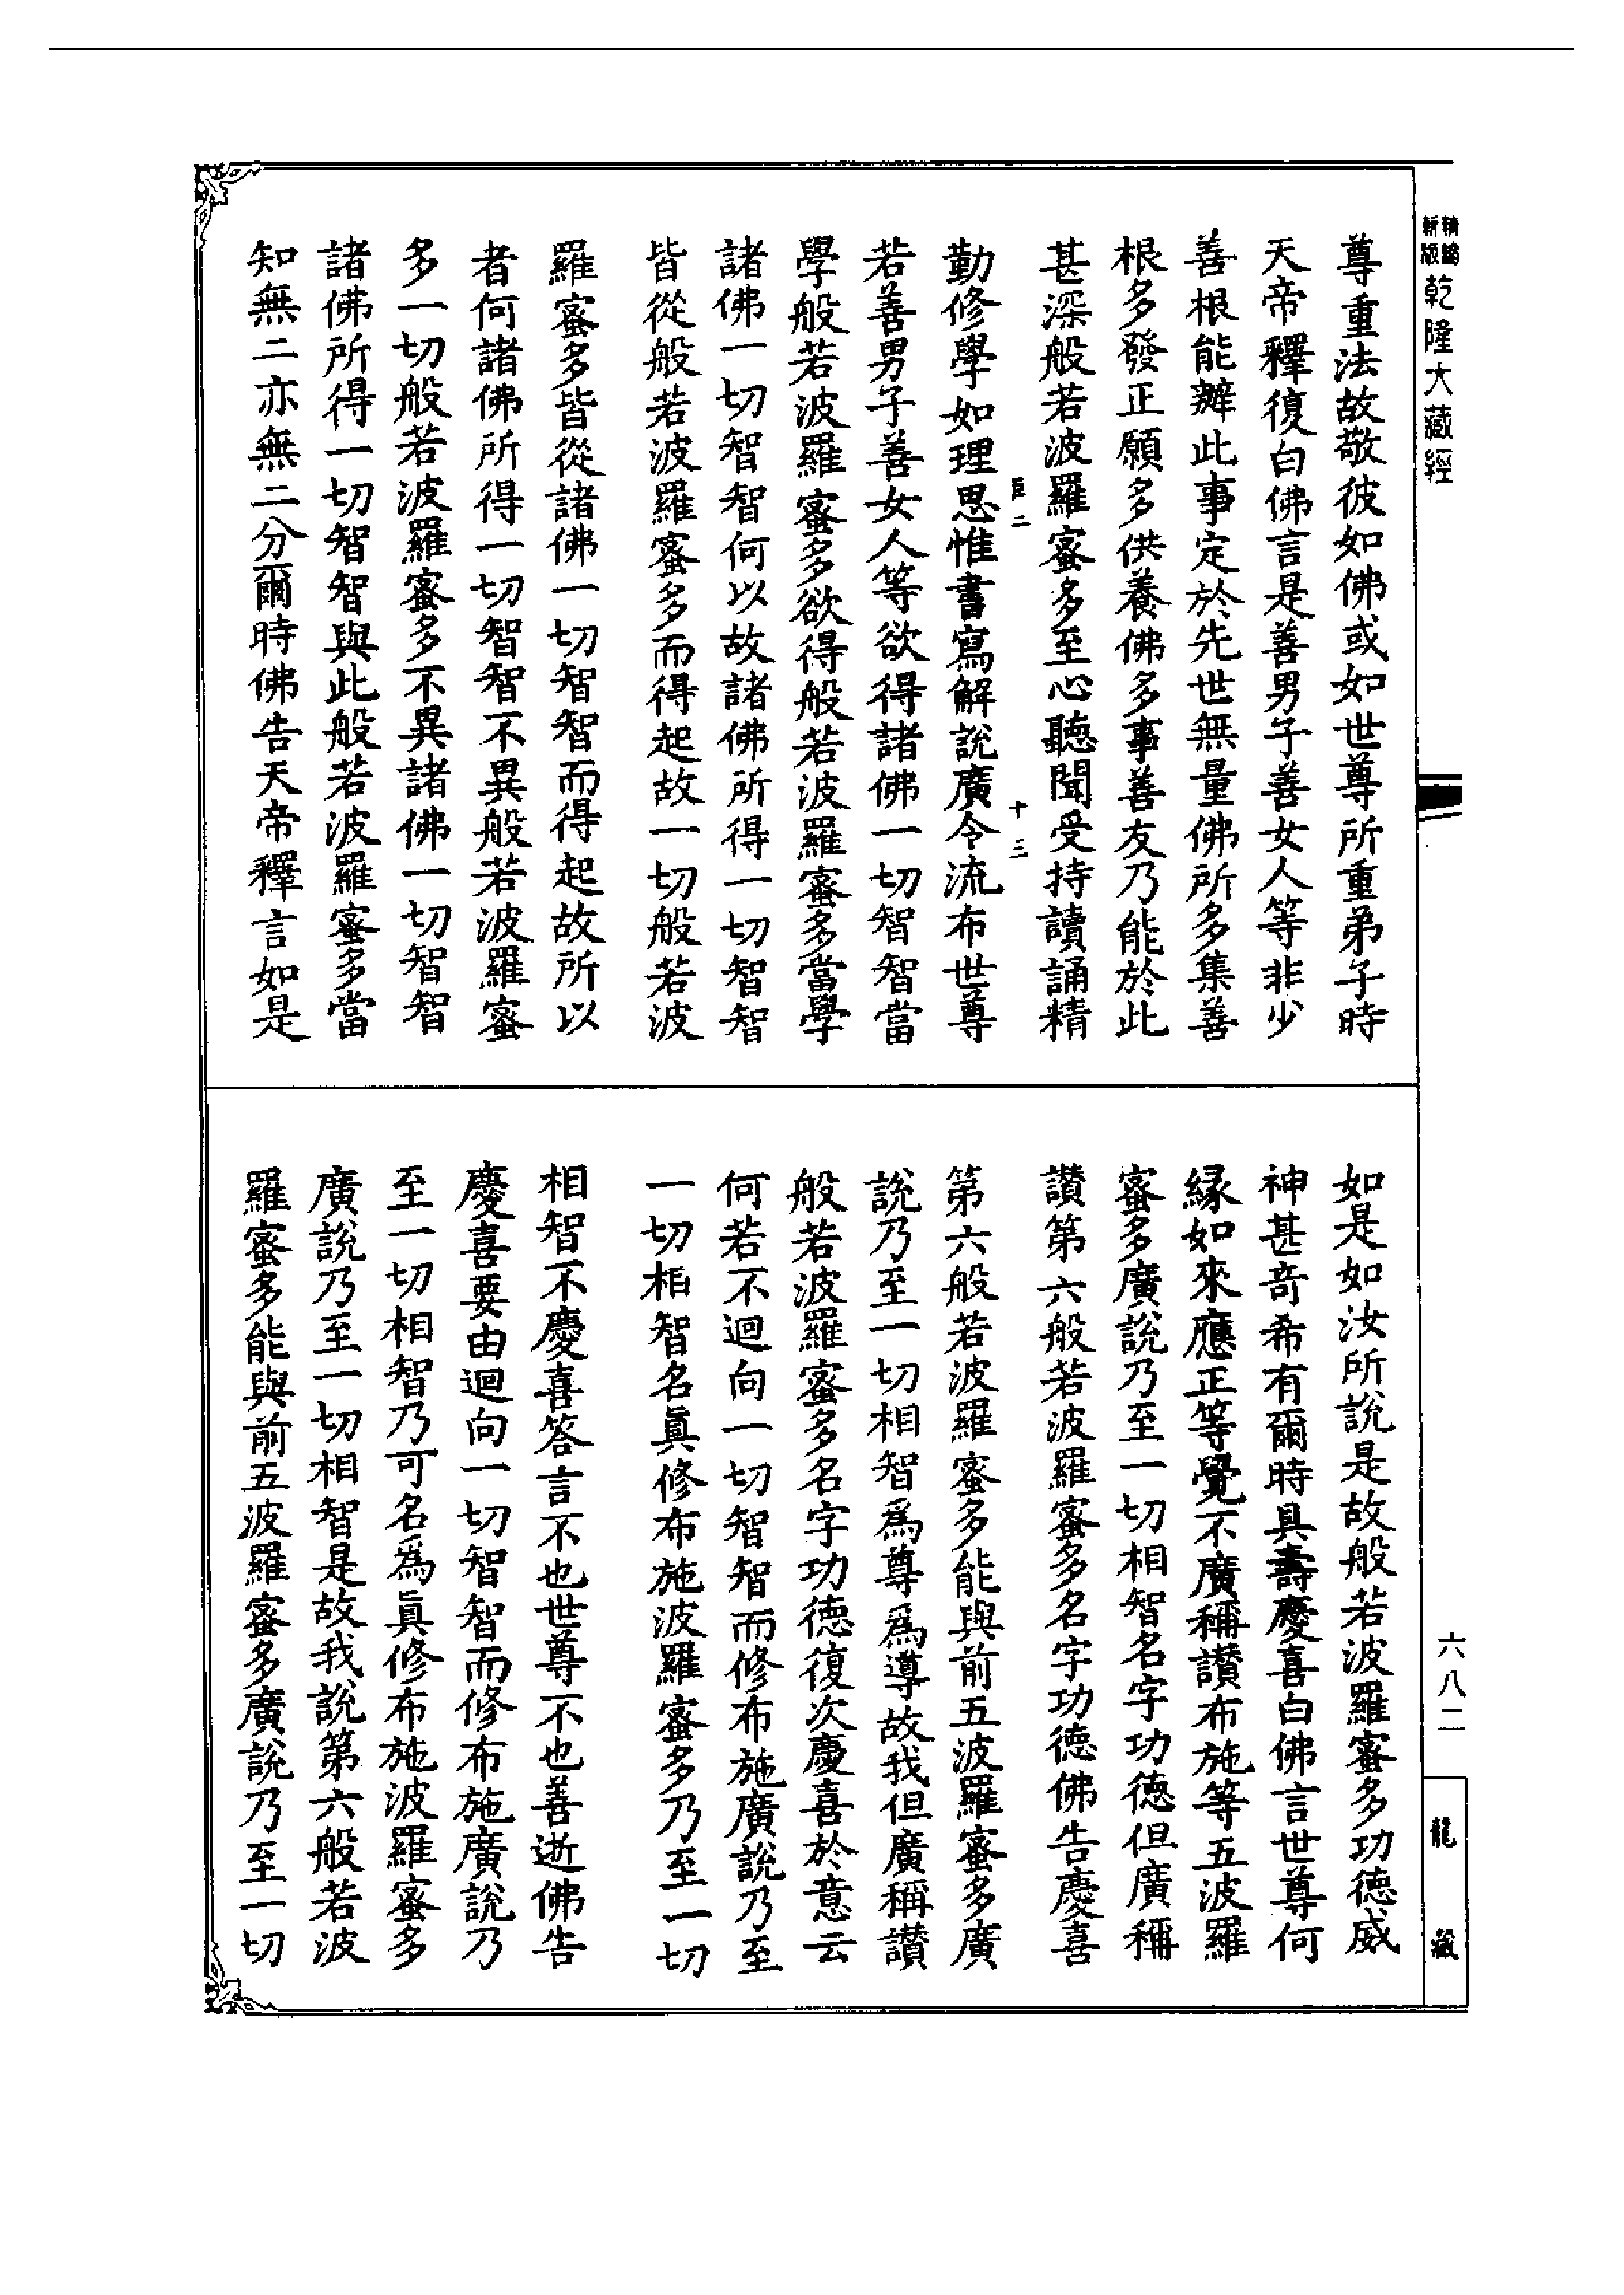 新版
乾隆大藏經
尊重法故敬彼如佛或如世尊所重弟子時
天帝釋復白佛言是善男子善女人等非少
善根能辦此事定於先世無量佛所多集善
根多發正願多供養佛多事善友乃能於此
甚深般若波羅蜜多至心聽聞受持讀誦精
十三
勤修學如理思惟書寫解說廣令流布世尊
若善男子善女人等欲得諸佛一切智智當
學般若波羅蜜多欲得般若波羅蜜多當學
諸佛一切智智何以故諸佛所得一切智智
皆從般若波羅蜜多而得起故一切般若波
羅蜜多皆從諸佛一切智智而得起故所以
者何諸佛所得一切智智不異般若波羅蜜
多一切般若波羅蜜多不異諸佛一切智智
諸佛所得一切智智與此般若波羅蜜多當
知無二亦無二分爾時佛告天帝釋言如是
如是如汝所說是故般若波羅蜜多功德威
神甚奇希有爾時具壽慶喜白佛言世尊何
緣如來應正等覺不廣稱讚布施等五波羅
蜜多廣說乃至一切相智名字功德但廣稱
讚第六般若波羅蜜多名字功德佛告慶喜
第六般若波羅蜜多能與前五波羅蜜多廣
說乃至一切相智為尊為導故我但廣稱讚
般若波羅蜜多名字功德復次慶喜於意云
何若不迴向一切智智而修布施廣說乃至
一切相智名真修布施波羅蜜多乃至一切
相智不慶喜答言不也世尊不也善逝佛告
慶喜要由迴向一切智智而修布施廣說乃
至一切相智乃可名為真修布施波羅蜜多
廣說乃至一切相智是故我說第六般若波
羅蜜多能與前五波羅蜜多廣說乃至一切
六八二
龍藏